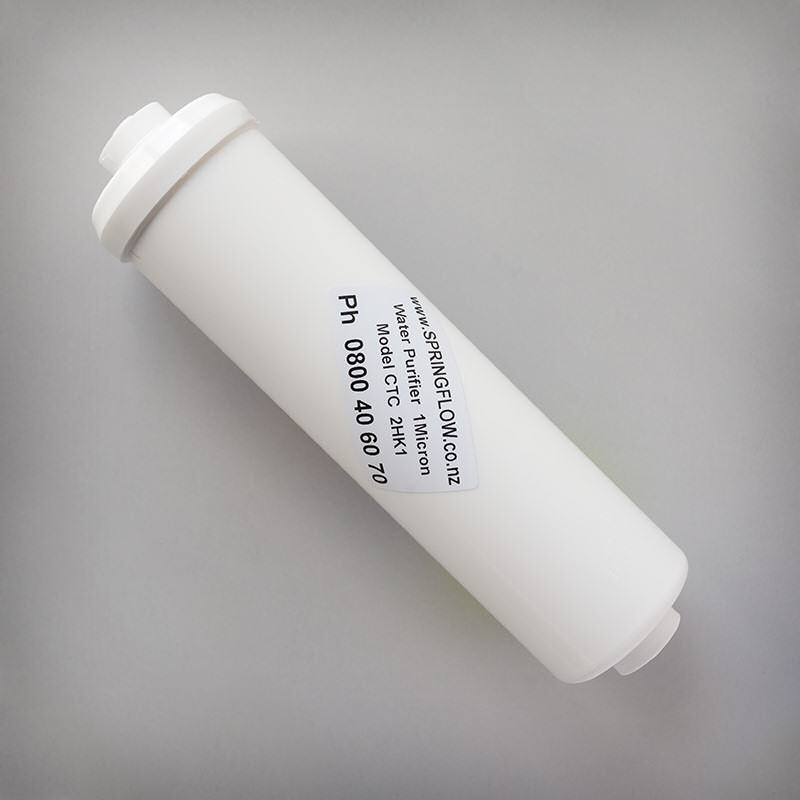 www.SPRINGFLOW.co.nz
Water Purifier 1Micron
Model CTC 2HK1
Ph 0800 40 60 70